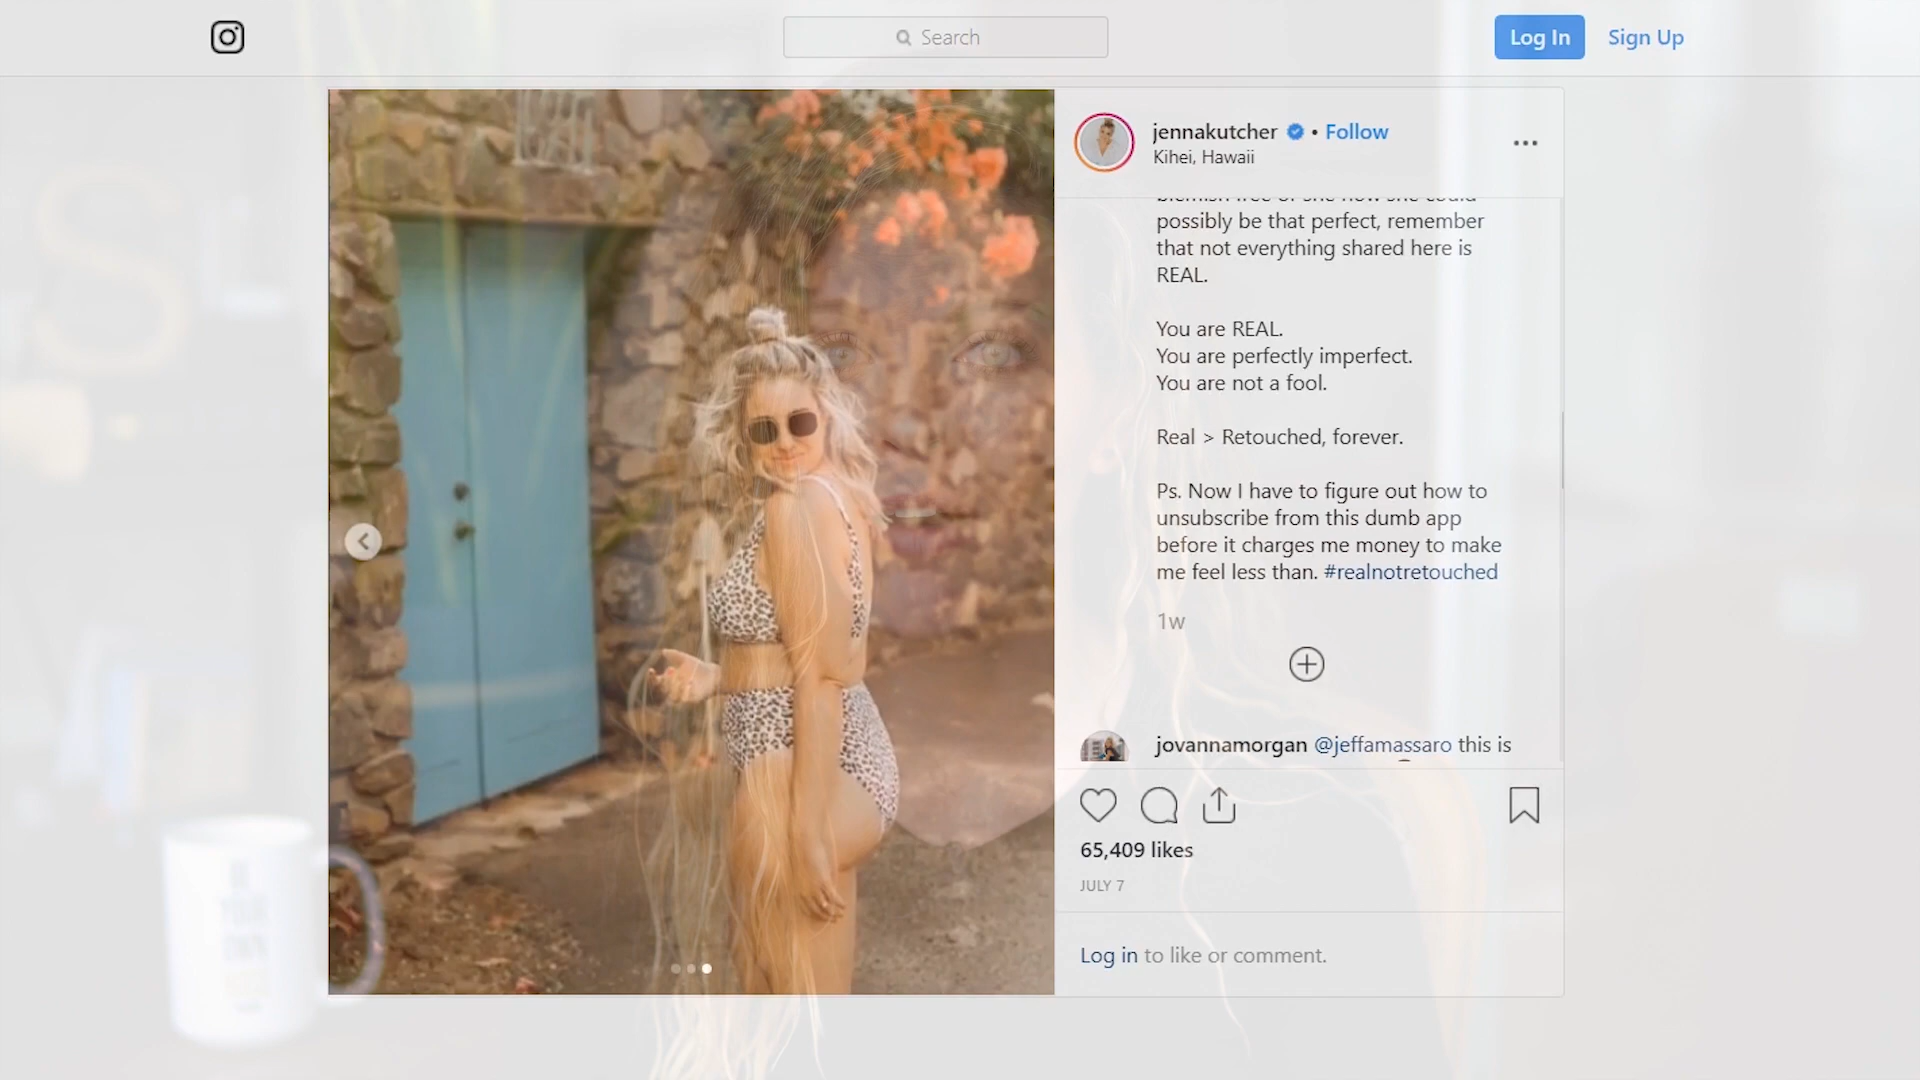 Search
Log In
Sign Up
jennakutcher • Follow
Kihei, Hawaii
possibly be that perfect, remember
that not everything shared here is
REAL.
You are REAL.
You are perfectly imperfect.
You are not a fool.
Real > Retouched, forever.
Ps. Now I have to figure out how to
unsubscribe from this dumb app
before it charges me money to make
me feel less than. #realnotretouched
1w
jovannamorgan @jeffamassaro this is
65,409 likes
JULY 7
Log in to like or comment.
YOUR
OWN